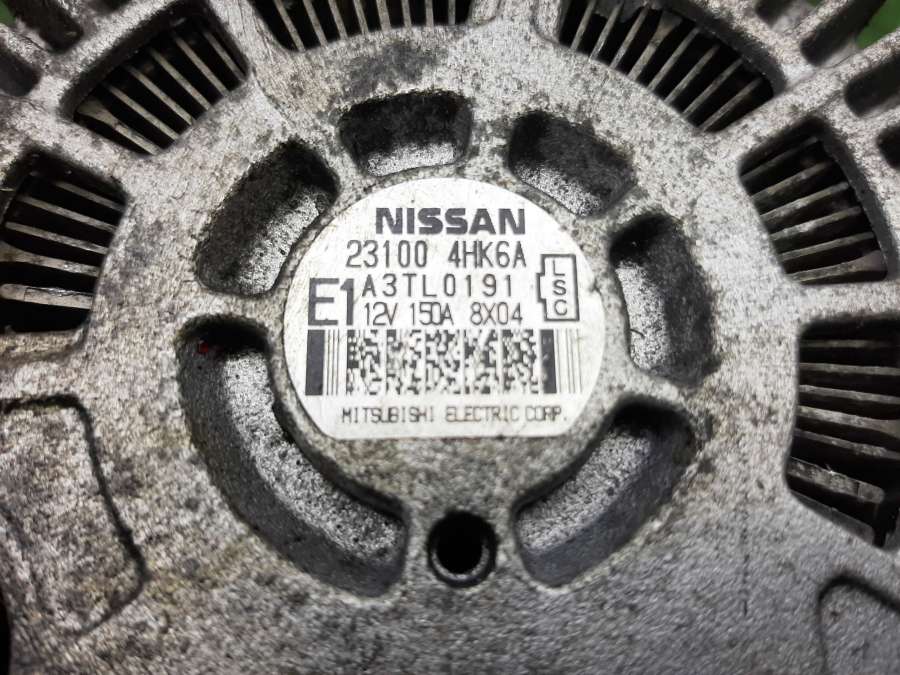 NISSAN
23100 4HK6A
E1 A3TL0191
12V 150A 8X04
LSC
MITSUBISHI ELECTRIC CORP.